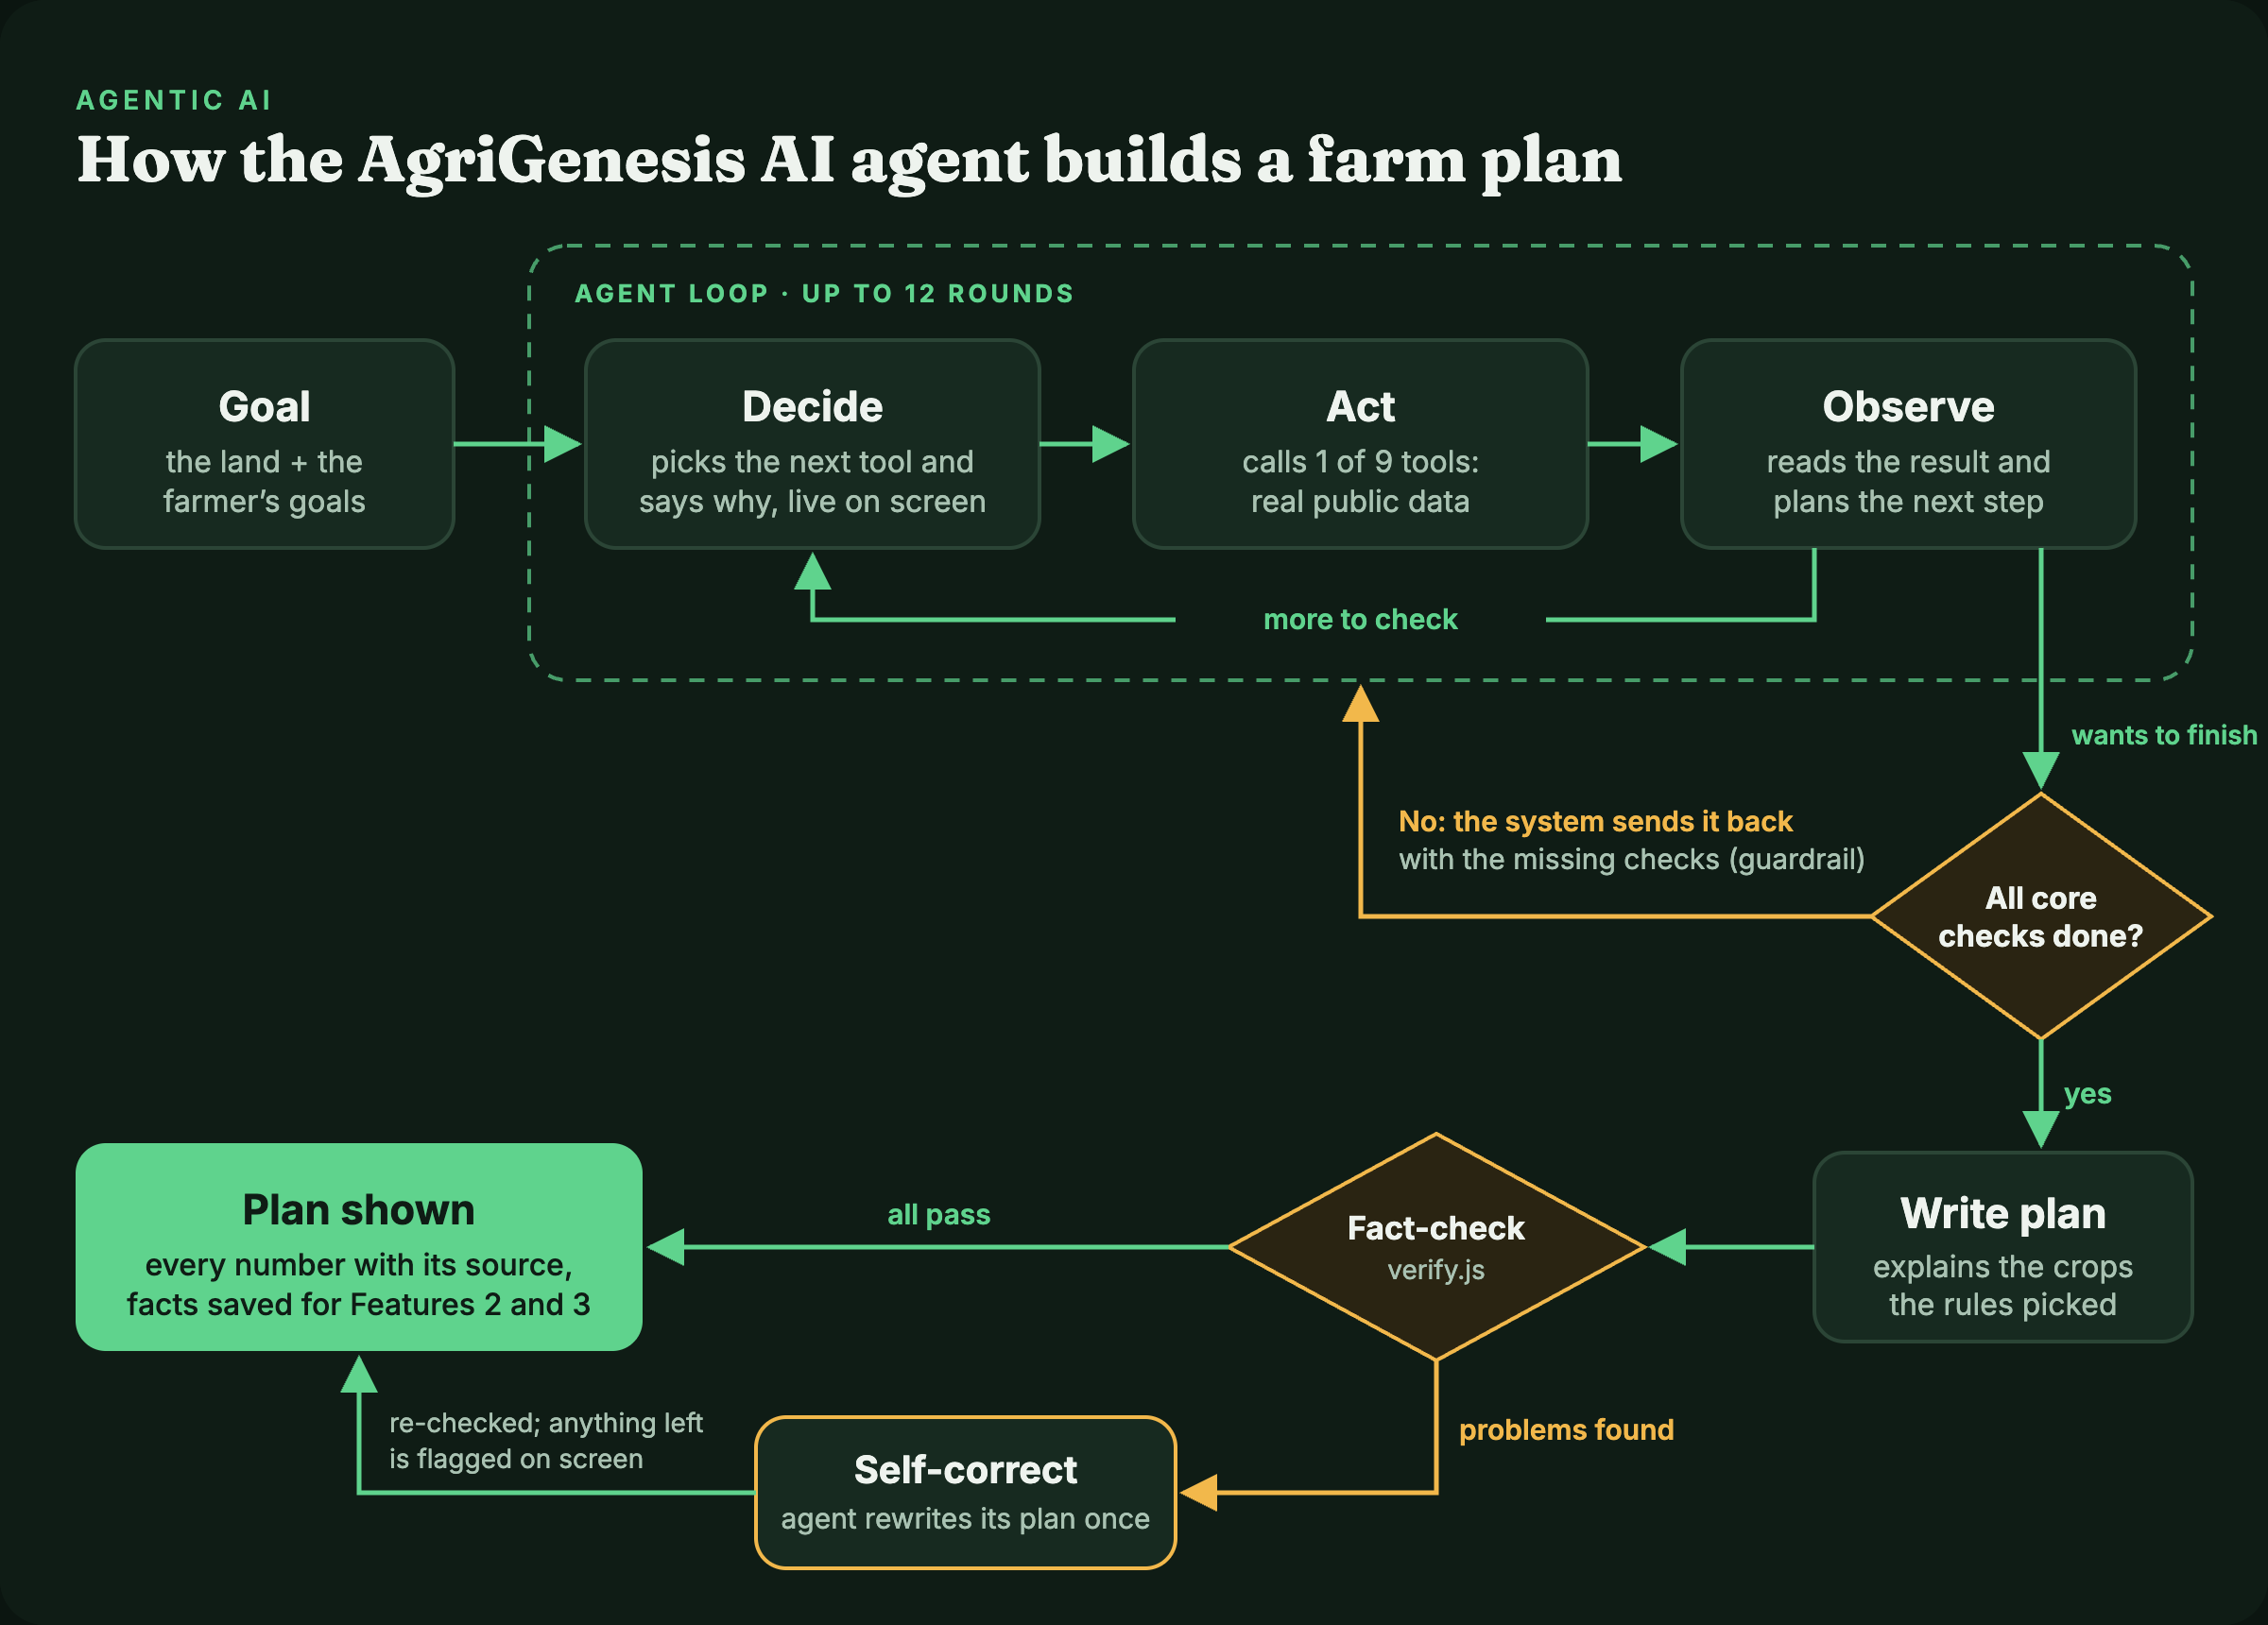 AGENTIC AI
How the AgriGenesis AI agent builds a farm plan
AGENT LOOP · UP TO 12 ROUNDS
Goal
the land + the
farmer’s goals
Decide
picks the next tool and
says why, live on screen
Act
calls 1 of 9 tools:
real public data
Observe
reads the result and
plans the next step
more to check
wants to finish
No: the system sends it back
with the missing checks (guardrail)
All core
checks done?
yes
Write plan
explains the crops
the rules picked
Fact-check
verify.js
all pass
Plan shown
every number with its source,
facts saved for Features 2 and 3
problems found
Self-correct
agent rewrites its plan once
re-checked; anything left
is flagged on screen